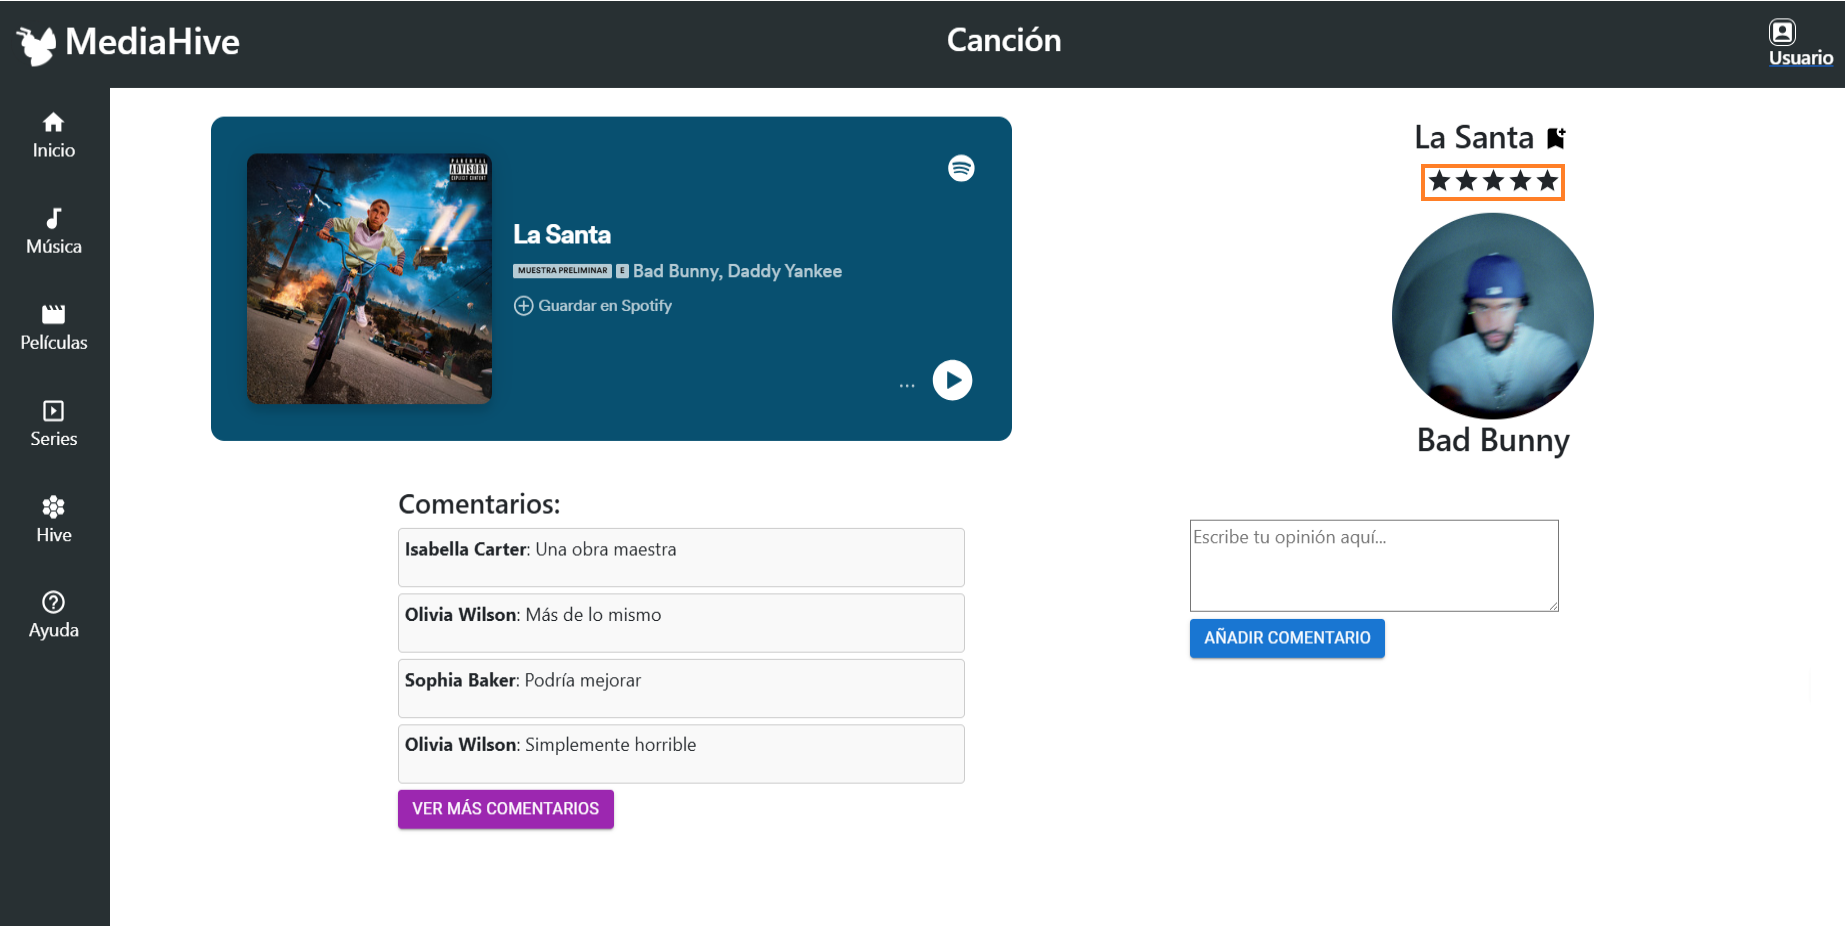 MediaHive
Canción
Usuario
Inicio
Música
Películas
Series
Hive
Ayuda
PARENTAL
ADVISORY
EXPLICIT CONTENT
La Santa
MUESTRA PRELIMINAR E Bad Bunny, Daddy Yankee
Guardar en Spotify
La Santa
Bad Bunny
Comentarios:
Isabella Carter: Una obra maestra
Olivia Wilson: Más de lo mismo
Sophia Baker: Podría mejorar
Olivia Wilson: Simplemente horrible
VER MÁS COMENTARIOS
Escribe tu opinión aquí...
AÑADIR COMENTARIO